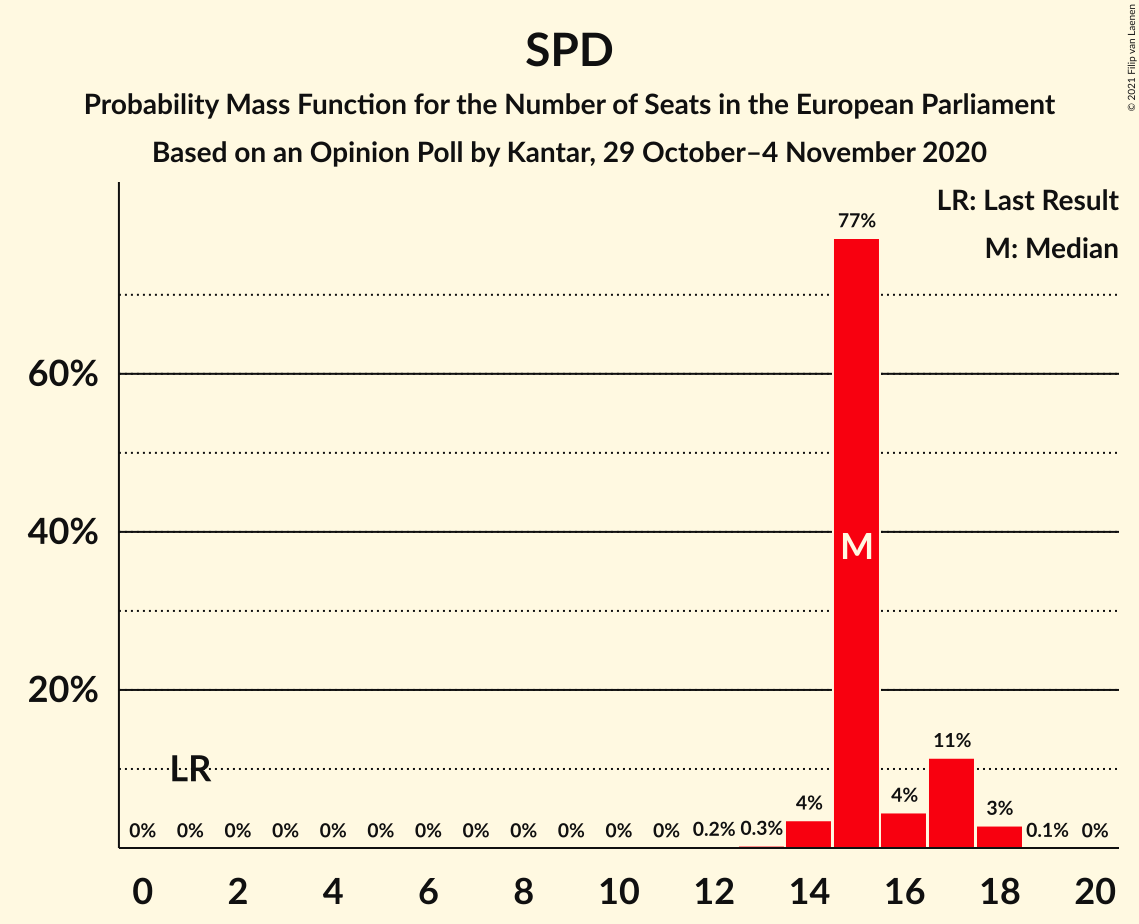 SPD
Probability Mass Function for the Number of Seats in the European Parliament
Based on an Opinion Poll by Kantar, 29 October–4 November 2020
© 2021 Filip van Laenen
LR: Last Result
M: Median
77%
60%
40%
M
20%
11%
LR
4%
4%
3%
0% 0% 0% 0% 0% 0% 0% 0% 0% 0% 0% 0% 0.2% 0.3% 0.1% 0%
0 2 4 6 8 10 12 14 16 18 20